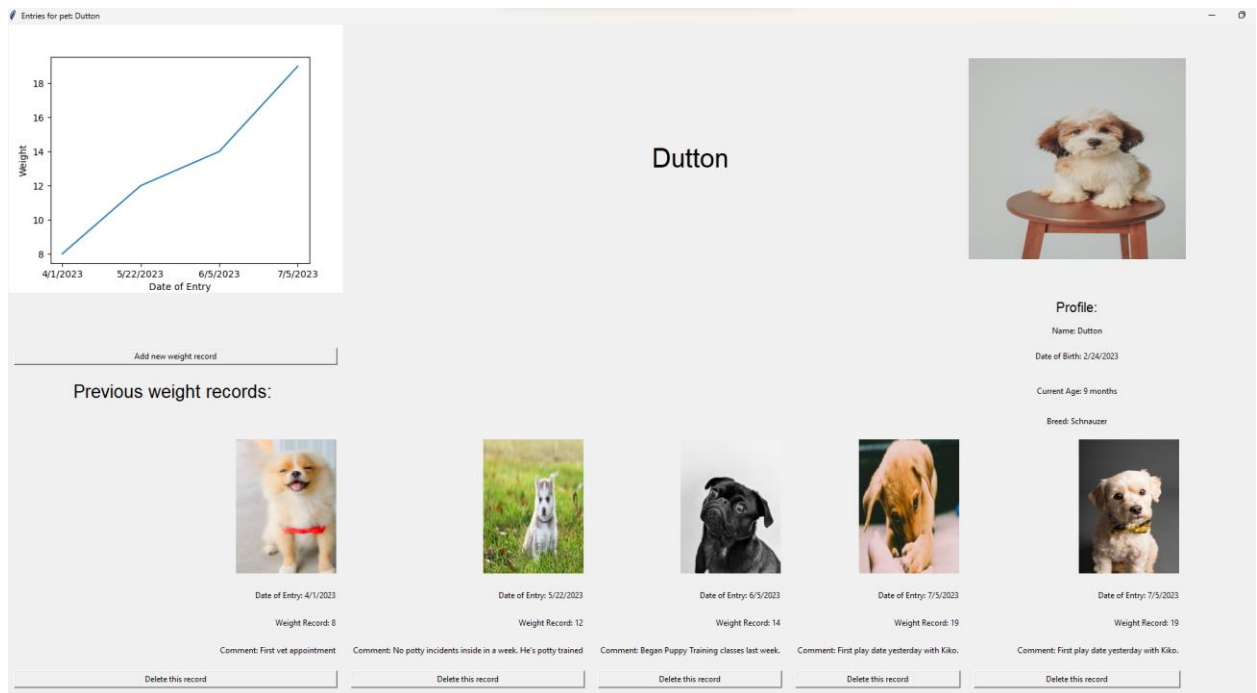 Entries for pet: Dutton
18
16
14
12
10
8
Weight
4/1/2023 5/22/2023 6/5/2023 7/5/2023
Date of Entry
Dutton
Profile:
Name: Dutton
Date of Birth: 2/24/2023
Current Age: 9 months
Breed: Schnauzer
Add new weight record
Previous weight records:
Date of Entry: 4/1/2023
Weight Record: 8
Comment: First vet appointment
Delete this record
Date of Entry: 5/22/2023
Weight Record: 12
Comment: No potty incidents inside in a week. He's potty trained
Delete this record
Date of Entry: 6/5/2023
Weight Record: 14
Comment: Began Puppy Training classes last week.
Delete this record
Date of Entry: 7/5/2023
Weight Record: 19
Comment: First play date yesterday with Kiko.
Delete this record
Date of Entry: 7/5/2023
Weight Record: 19
Comment: First play date yesterday with Kiko.
Delete this record